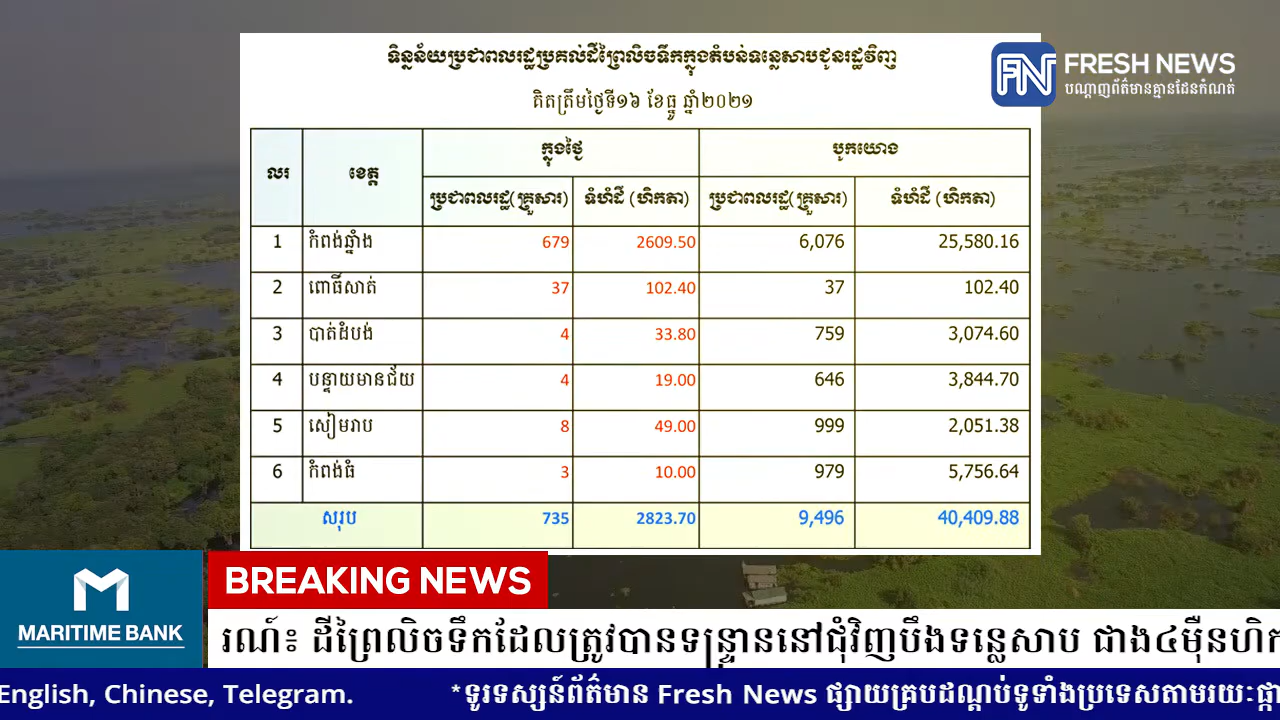 ទិន្នន័យប្រជាពលរដ្ឋប្រគល់ដីព្រៃលិចទឹកក្នុងតំបន់ទន្លេសាបជូនរដ្ឋវិញ
គិតត្រឹមថ្ងៃទី១៦ ខែធ្នូ ឆ្នាំ២០២១
FRESH NEWS
បណ្តាញព័ត៌មានគ្មានដែនកំណត់
លរ ខេត្ត ក្នុងថ្ងៃ បូកយោង
ប្រជាពលរដ្ឋ(គ្រួសារ) ទំហំដី (ហិកតា) ប្រជាពលរដ្ឋ(គ្រួសារ) ទំហំដី (ហិកតា)
1 កំពង់ឆ្នាំង 679 2609.50 6,076 25,580.16
2 ពោធិ៍សាត់ 37 102.40 37 102.40
3 បាត់ដំបង់ 4 33.80 759 3,074.60
4 បន្ទាយមានជ័យ 4 19.00 646 3,844.70
5 សៀមរាប 8 49.00 999 2,051.38
6 កំពង់ធំ 3 10.00 979 5,756.64
សរុប 735 2823.70 9,496 40,409.88
BREAKING NEWS
MARITIME BANK
រណ៍៖ ដីព្រៃលិចទឹកដែលត្រូវបានទន្ទ្រាននៅជុំវិញបឹងទន្លេសាប ជាង៤ម៉ឺនហិក
English, Chinese, Telegram. *ទូរទស្សន៍ព័ត៌មាន Fresh News ផ្សាយគ្របដណ្តប់ទូទាំងប្រទេសតាមរយៈផ្កា